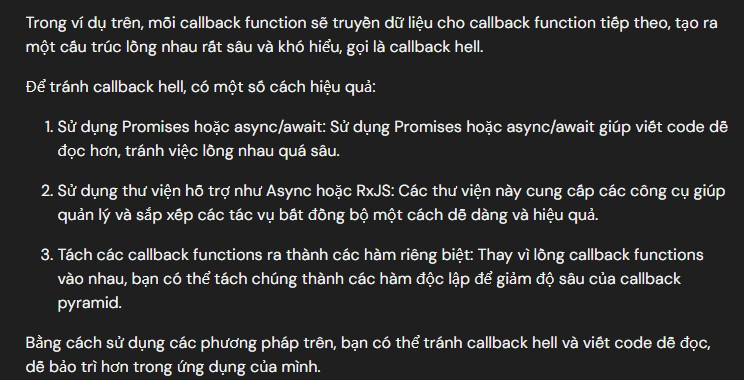 Trong ví dụ trên, mỗi callback function sẽ truyền dữ liệu cho callback function tiếp theo, tạo ra
một cấu trúc lồng nhau rất sâu và khó hiểu, gọi là callback hell.
Để tránh callback hell, có một số cách hiệu quả:
1. Sử dụng Promises hoặc async/await: Sử dụng Promises hoặc async/await giúp viết code dễ
đọc hơn, tránh việc lồng nhau quá sâu.
2. Sử dụng thư viện hỗ trợ như Async hoặc RxJS: Các thư viện này cung cấp các công cụ giúp
quản lý và sắp xếp các tác vụ bất đồng bộ một cách dễ dàng và hiệu quả.
3. Tách các callback functions ra thành các hàm riêng biệt: Thay vì lồng callback functions
vào nhau, bạn có thể tách chúng thành các hàm độc lập để giảm độ sâu của callback
pyramid.
Bằng cách sử dụng các phương pháp trên, bạn có thể tránh callback hell và viết code dễ đọc,
dễ bảo trì hơn trong ứng dụng của mình.